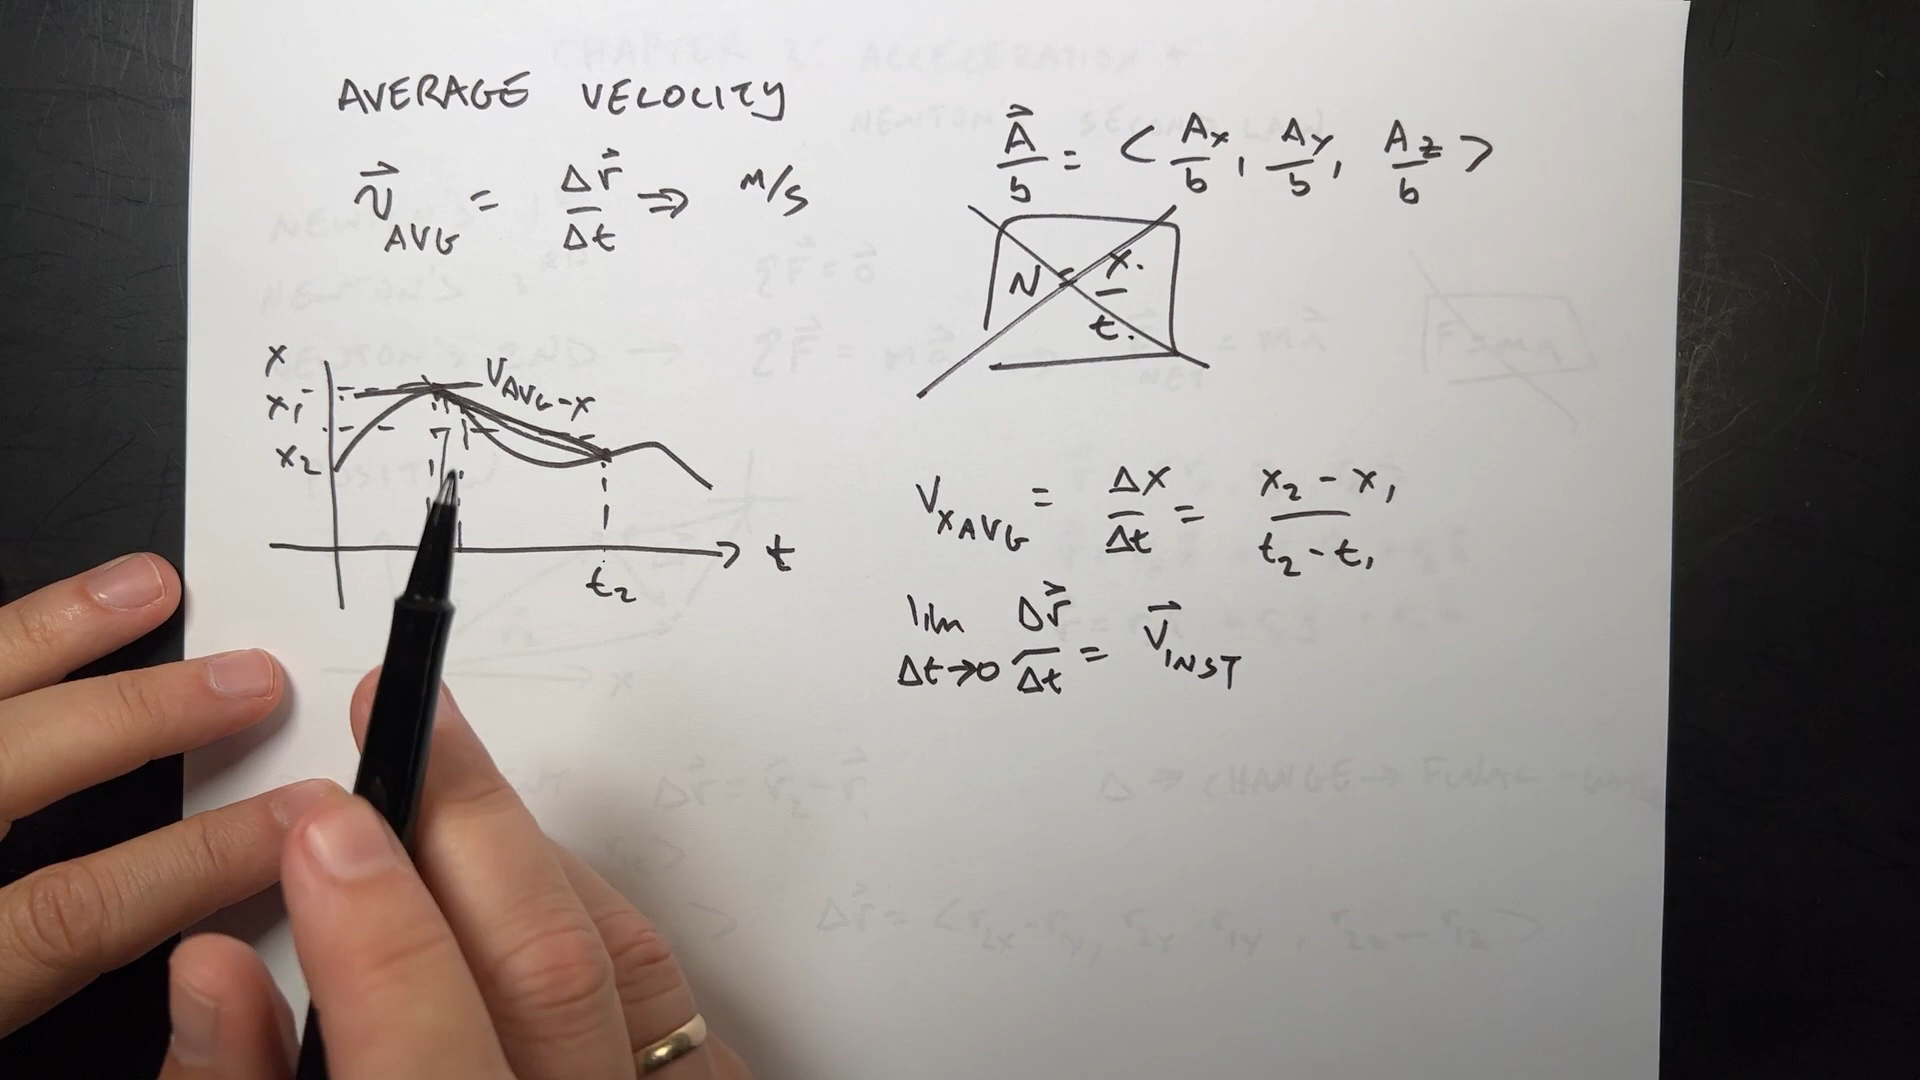 AVERAGE VELOCITY
v⃗ AVG = Δr⃗/Δt ⇒ m/s
A⃗/b = < Ax/b, Ay/b, Az/b >
v = x/t
x
x₁
x₂
VAVG-x
t₂
t
VxAVG = Δx/Δt = x₂ - x₁/t₂ - t₁
lim Δt→0 Δr⃗/Δt = V⃗INST